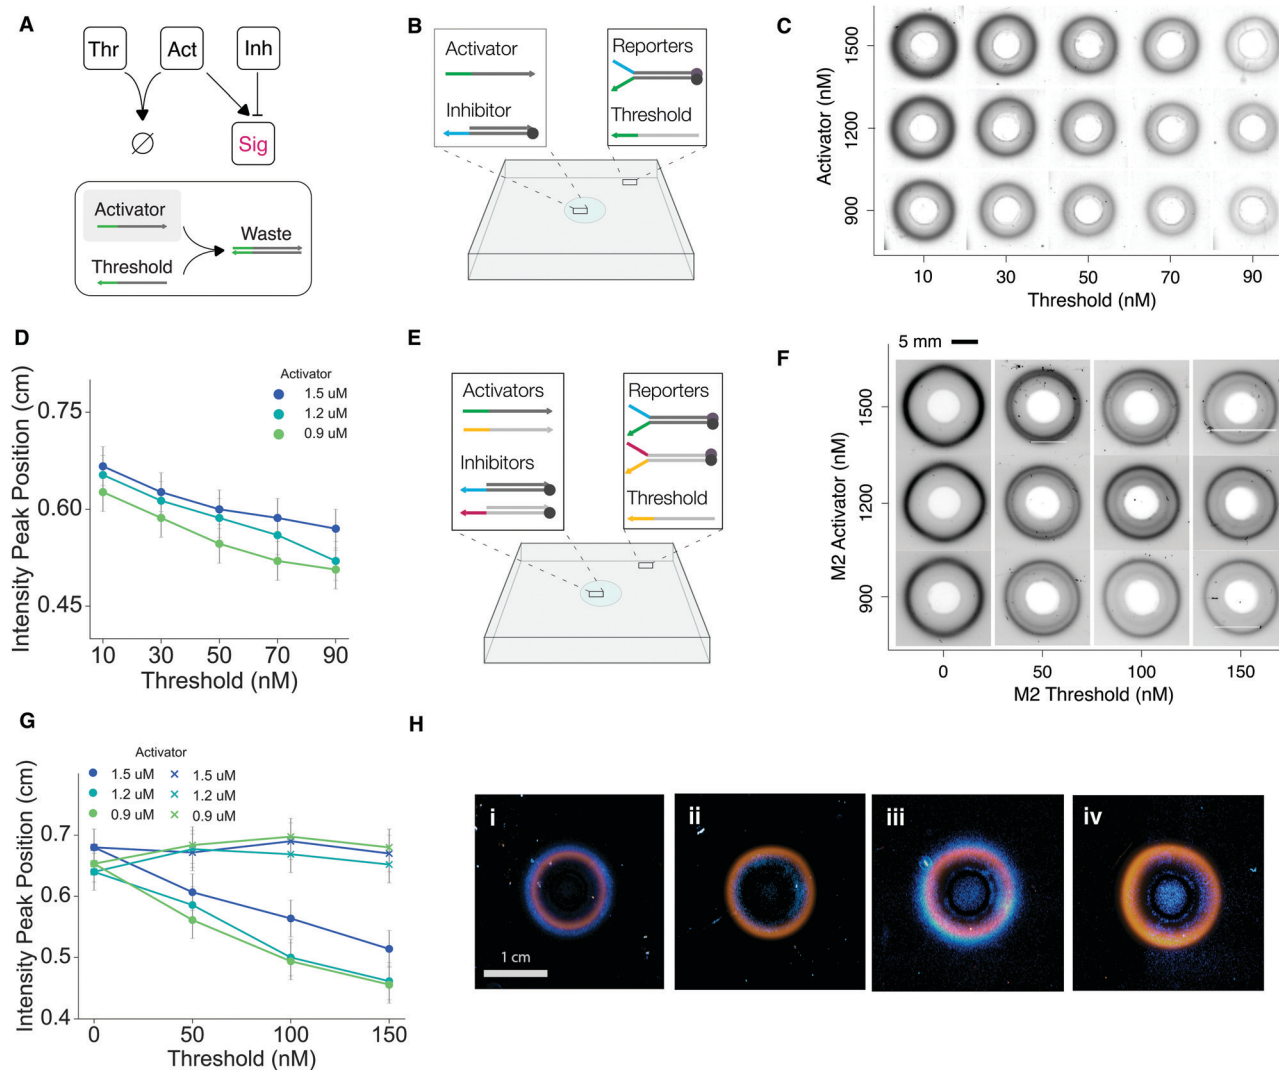 A
Thr
Act
Inh
∅
Sig
Activator
Threshold
Waste
B
Activator
Inhibitor
Reporters
Threshold
C
Activator (nM)
1500
1200
900
10 30 50 70 90
Threshold (nM)
D
Intensity Peak Position (cm)
Activator
1.5 uM
1.2 uM
0.9 uM
0.75
0.60
0.45
10 30 50 70 90
Threshold (nM)
E
Activators
Inhibitors
Reporters
Threshold
F
5 mm
M2 Activator (nM)
1500
1200
900
0 50 100 150
M2 Threshold (nM)
G
Intensity Peak Position (cm)
Activator
1.5 uM 1.5 uM
1.2 uM 1.2 uM
0.9 uM 0.9 uM
0.7
0.6
0.5
0.4
0 50 100 150
Threshold (nM)
H
i
1 cm
ii
iii
iv